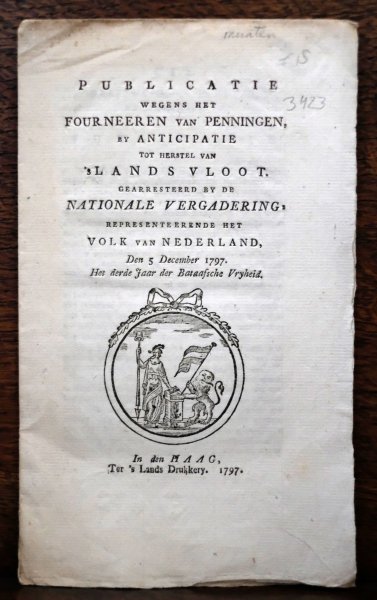 munten
£5
3423
PUBLICATIE
WEGENS HET
FOURNEEREN VAN PENNINGEN,
BY ANTICIPATIE
TOT HERSTEL VAN
'SLANDS VLOOT.
GEARRESTEERD BY DE
NATIONALE VERGADERING,
REPRESENTEERENDE HET
VOLK VAN NEDERLAND,
Den 5 December 1797.
Het derde Jaar der Bataafsche Vryheid.
In den HAAG,
Ter 's Lands Drukkery. 1797.